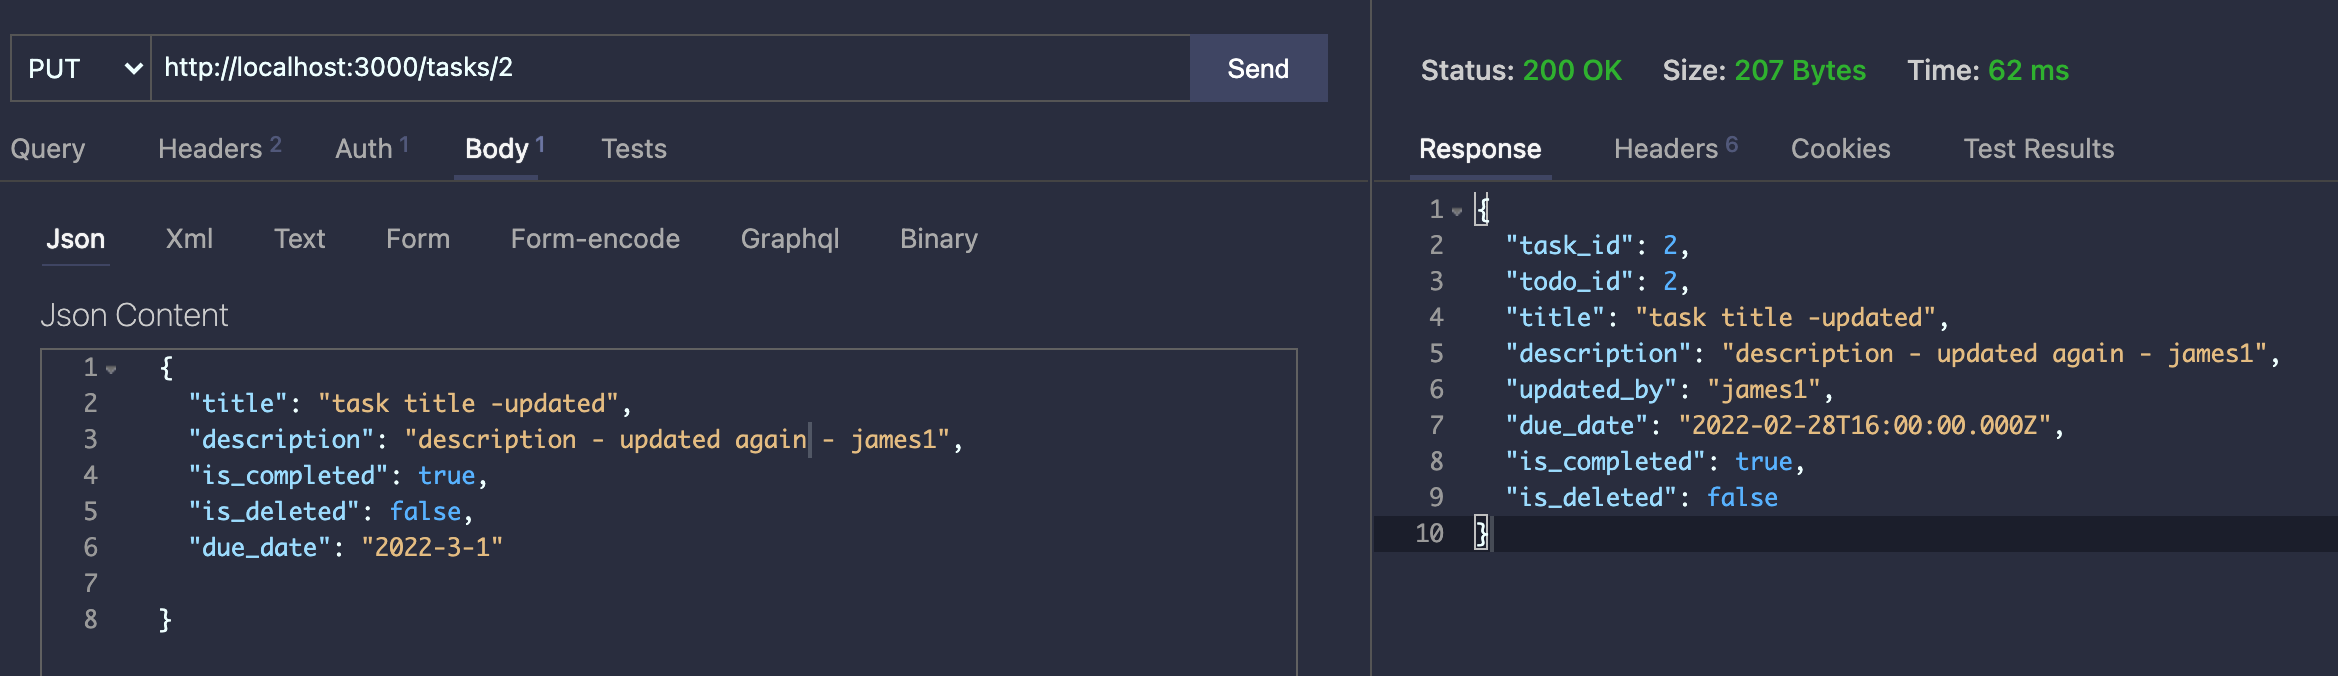 PUT http://localhost:3000/tasks/2 Send
Query Headers 2 Auth 1 Body 1 Tests
Json Xml Text Form Form-encode Graphql Binary
Json Content
1 {
2 "title": "task title -updated",
3 "description": "description - updated again - james1",
4 "is_completed": true,
5 "is_deleted": false,
6 "due_date": "2022-3-1"
7
8 }
Status: 200 OK Size: 207 Bytes Time: 62 ms
Response Headers 6 Cookies Test Results
1 {
2 "task_id": 2,
3 "todo_id": 2,
4 "title": "task title -updated",
5 "description": "description - updated again - james1",
6 "updated_by": "james1",
7 "due_date": "2022-02-28T16:00:00.000Z",
8 "is_completed": true,
9 "is_deleted": false
10 }